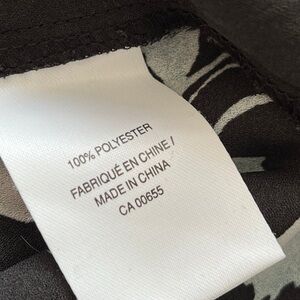 100% POLYESTER
FABRIQUÉ EN CHINE /
MADE IN CHINA
CA 00655